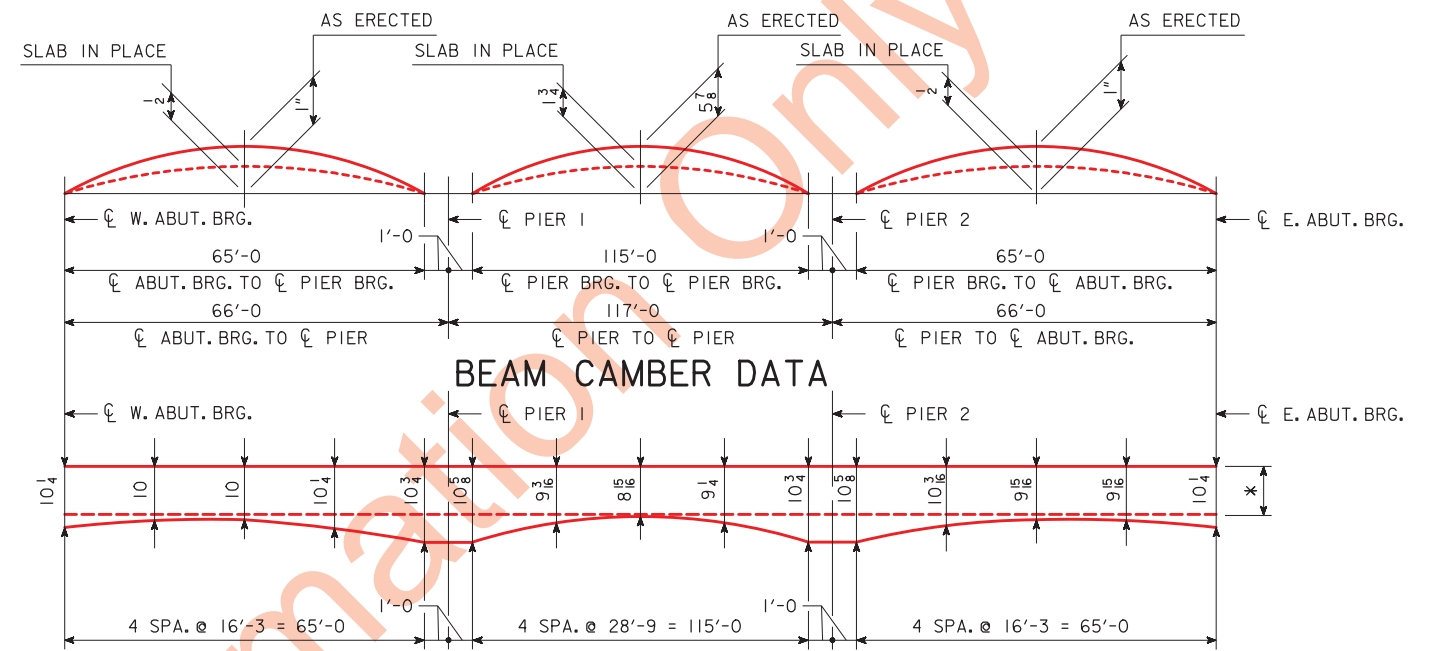 AS ERECTED AS ERECTED AS ERECTED
SLAB IN PLACE SLAB IN PLACE SLAB IN PLACE
1/2 1" 1 3/4 5 7/8 1/2 1"
℄ W. ABUT. BRG. ℄ PIER 1 ℄ PIER 2 ℄ E. ABUT. BRG.
1'-0 1'-0
65'-0 115'-0 65'-0
℄ ABUT. BRG. TO ℄ PIER BRG. ℄ PIER BRG. TO ℄ PIER BRG. ℄ PIER BRG. TO ℄ ABUT. BRG.
66'-0 117'-0 66'-0
℄ ABUT. BRG. TO ℄ PIER ℄ PIER TO ℄ PIER ℄ PIER TO ℄ ABUT. BRG.
BEAM CAMBER DATA
℄ W. ABUT. BRG. ℄ PIER 1 ℄ PIER 2 ℄ E. ABUT. BRG.
10 1/4 10 10 10 1/4 10 3/4 10 5/8 9 3/16 8 15/16 9 1/4 10 3/4 10 5/8 10 3/16 9 15/16 9 15/16 10 1/4 *
1'-0 1'-0
4 SPA. @ 16'-3 = 65'-0 4 SPA. @ 28'-9 = 115'-0 4 SPA. @ 16'-3 = 65'-0
mation Only